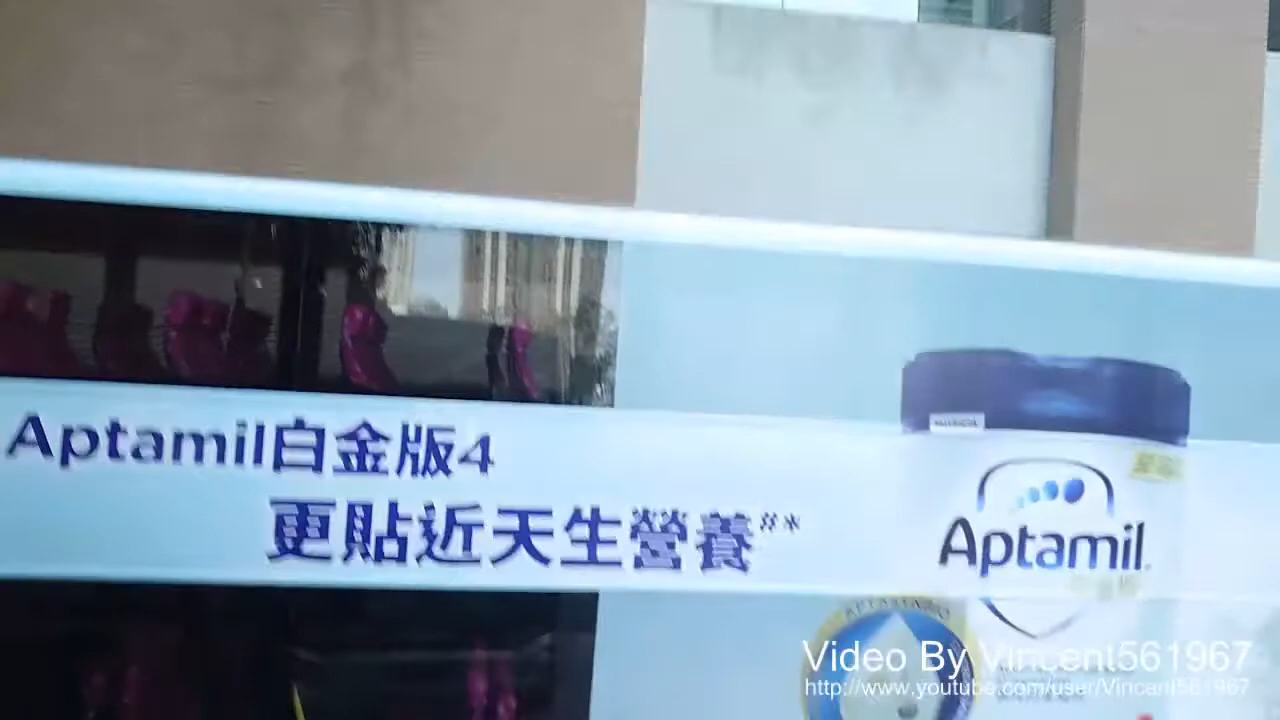 Aptamil白金版4
更貼近天生營養#*
Aptamil
Video By Vincent561967
http://www.youtube.com/user/Vincent561967